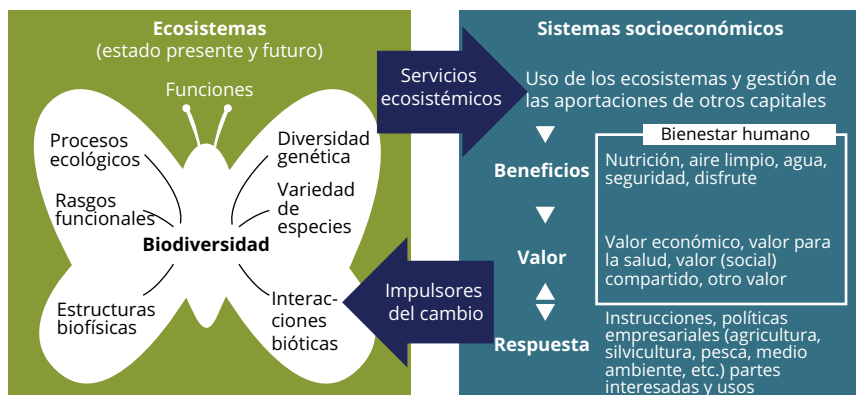 Ecosistemas
(estado presente y futuro)
Funciones
Procesos
ecológicos
Rasgos
funcionales
Estructuras
biofísicas
Diversidad
genética
Variedad
de
especies
Biodiversidad
Interac-
ciones
bióticas
Servicios
ecosistémicos
Impulsores
del cambio
Sistemas socioeconómicos
Uso de los ecosistemas y gestión de
las aportaciones de otros capitales
Bienestar humano
Beneficios
Nutrición, aire limpio, agua,
seguridad, disfrute
Valor
Valor económico, valor para
la salud, valor (social)
compartido, otro valor
Respuesta
Instrucciones, políticas
empresariales (agricultura,
silvicultura, pesca, medio
ambiente, etc.) partes
interesadas y usos